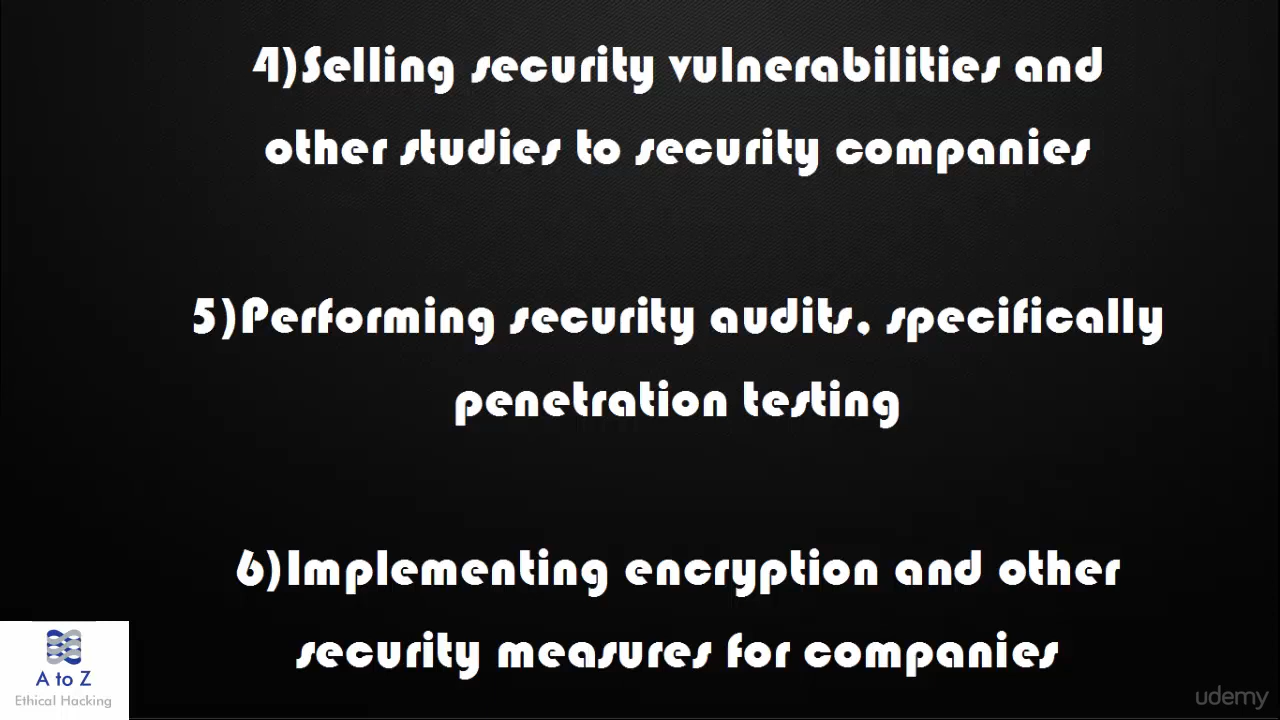 4)Selling security vulnerabilities and
other studies to security companies
5)Performing security audits, specifically
penetration testing
6)Implementing encryption and other
security measures for companies
A to Z
Ethical Hacking
udemy